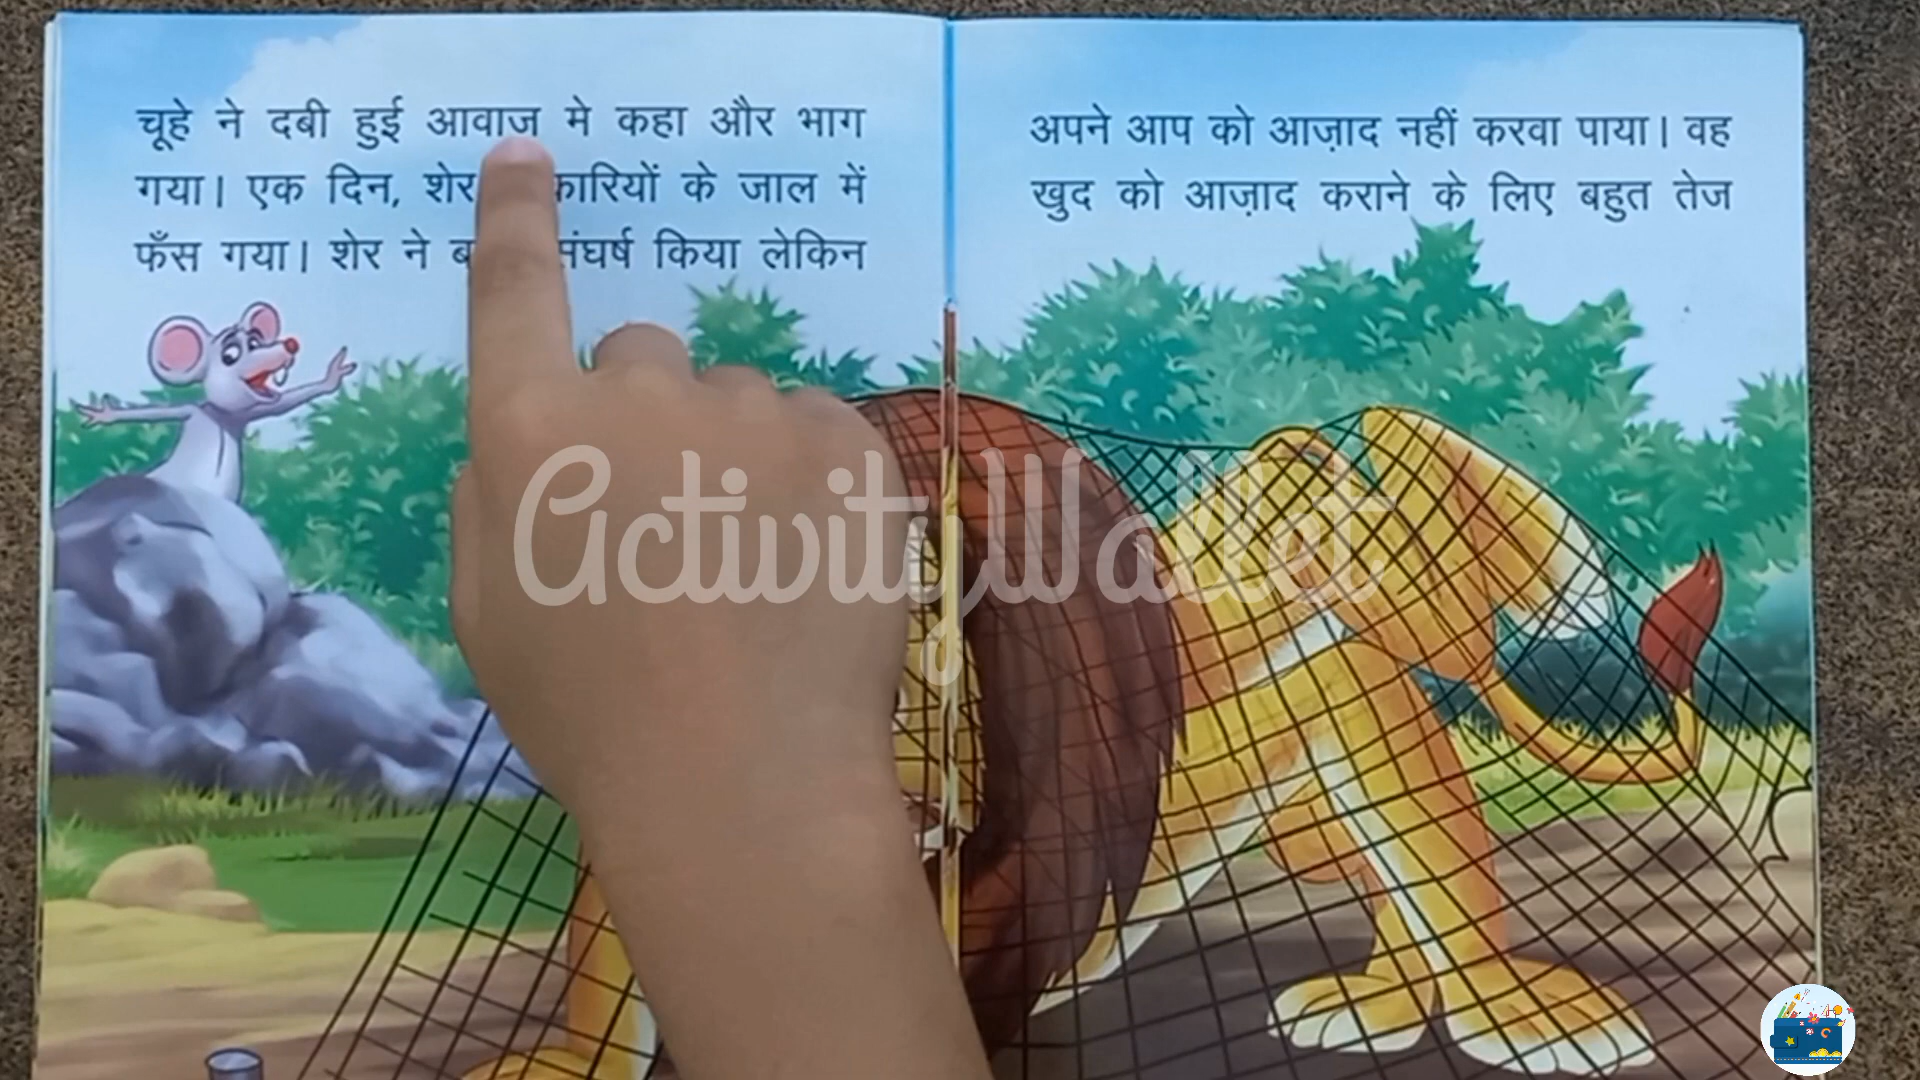 चूहे ने दबी हुई आवाज मे कहा और भाग
गया। एक दिन, शेर कारियों के जाल में
फँस गया। शेर ने ब संघर्ष किया लेकिन
अपने आप को आज़ाद नहीं करवा पाया। वह
खुद को आज़ाद कराने के लिए बहुत तेज
ActivityWallet